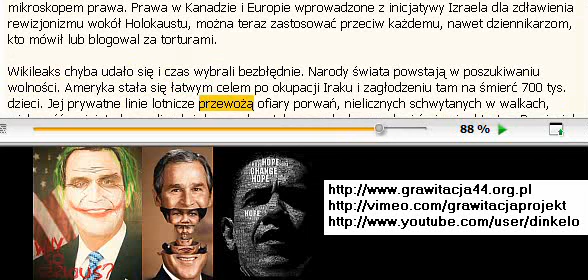 mikroskopem prawa. Prawa w Kanadzie i Europie wprowadzone z inicjatywy Izraela dla zdławienia
rewizjonizmu wokół Holokaustu, można teraz zastosować przeciw każdemu, nawet dziennikarzom,
kto mówił lub blogował za torturami.
Wikileaks chyba udało się i czas wybrali bezbłędnie. Narody świata powstają w poszukiwaniu
wolności. Ameryka stała się łatwym celem po okupacji Iraku i zagłodzeniu tam na śmierć 700 tys.
dzieci. Jej prywatne linie lotnicze przewożą ofiary porwań, nielicznych schwytanych w walkach,
88 %
WHY SO
HOPE
CHANGE
HOPE
http://www.grawitacja44.org.pl
http://vimeo.com/grawitacjaprojekt
http://www.youtube.com/user/dinkelo